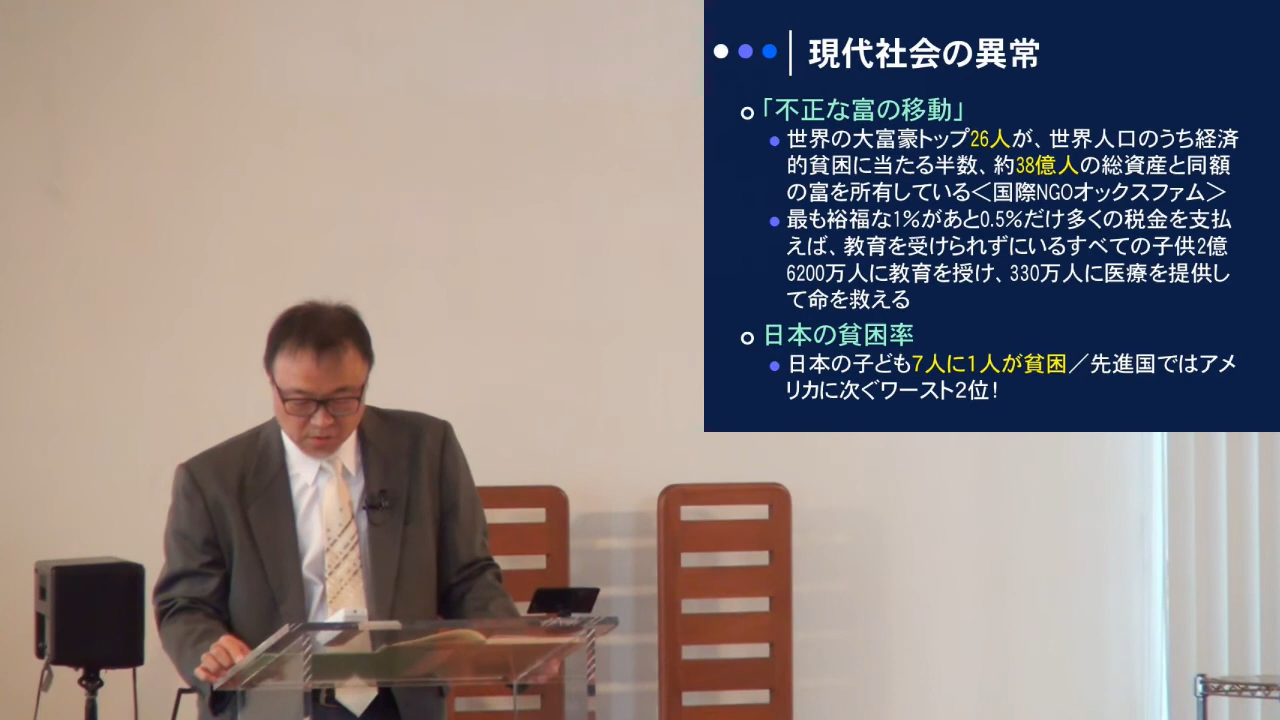 現代社会の異常
「不正な富の移動」
世界の大富豪トップ26人が、世界人口のうち経済
的貧困に当たる半数、約38億人の総資産と同額
の富を所有している＜国際NGOオックスファム＞
最も裕福な1％があと0.5％だけ多くの税金を支払
えば、教育を受けられずにいるすべての子供2億
6200万人に教育を授け、330万人に医療を提供し
て命を救える
日本の貧困率
日本の子ども7人に1人が貧困／先進国ではアメ
リカに次ぐワースト2位！